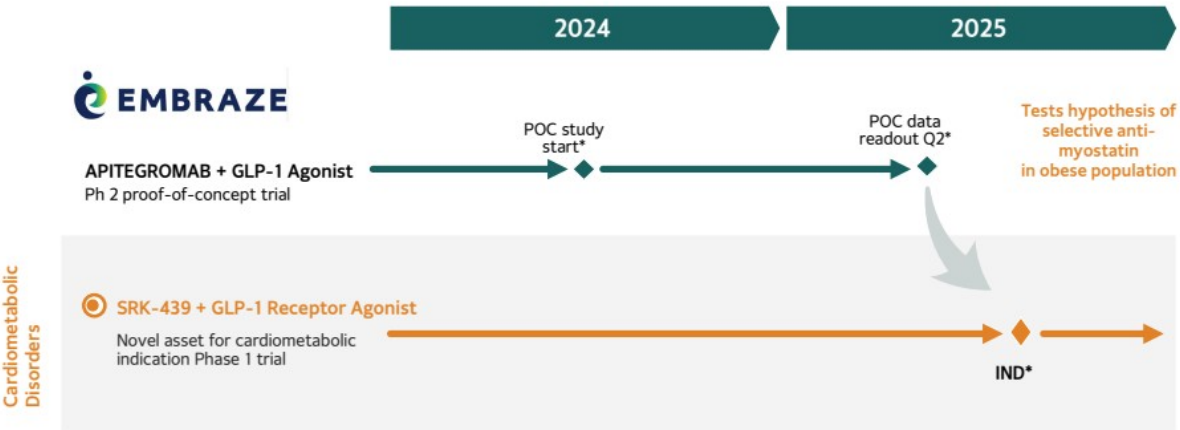 2024
2025
EMBRAZE
APITEGROMAB + GLP-1 Agonist
Ph 2 proof-of-concept trial
POC study
start*
POC data
readout Q2*
Tests hypothesis of
selective anti-
myostatin
in obese population
Cardiometabolic
Disorders
SRK-439 + GLP-1 Receptor Agonist
Novel asset for cardiometabolic
indication Phase 1 trial
IND*